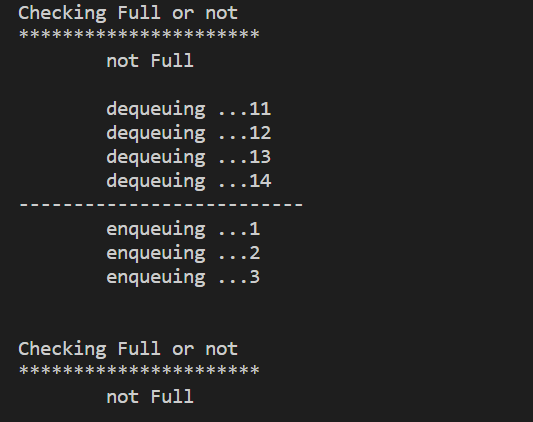 Checking Full or not
**********************
not Full
dequeuing ...11
dequeuing ...12
dequeuing ...13
dequeuing ...14
--------------------------
enqueuing ...1
enqueuing ...2
enqueuing ...3
Checking Full or not
**********************
not Full